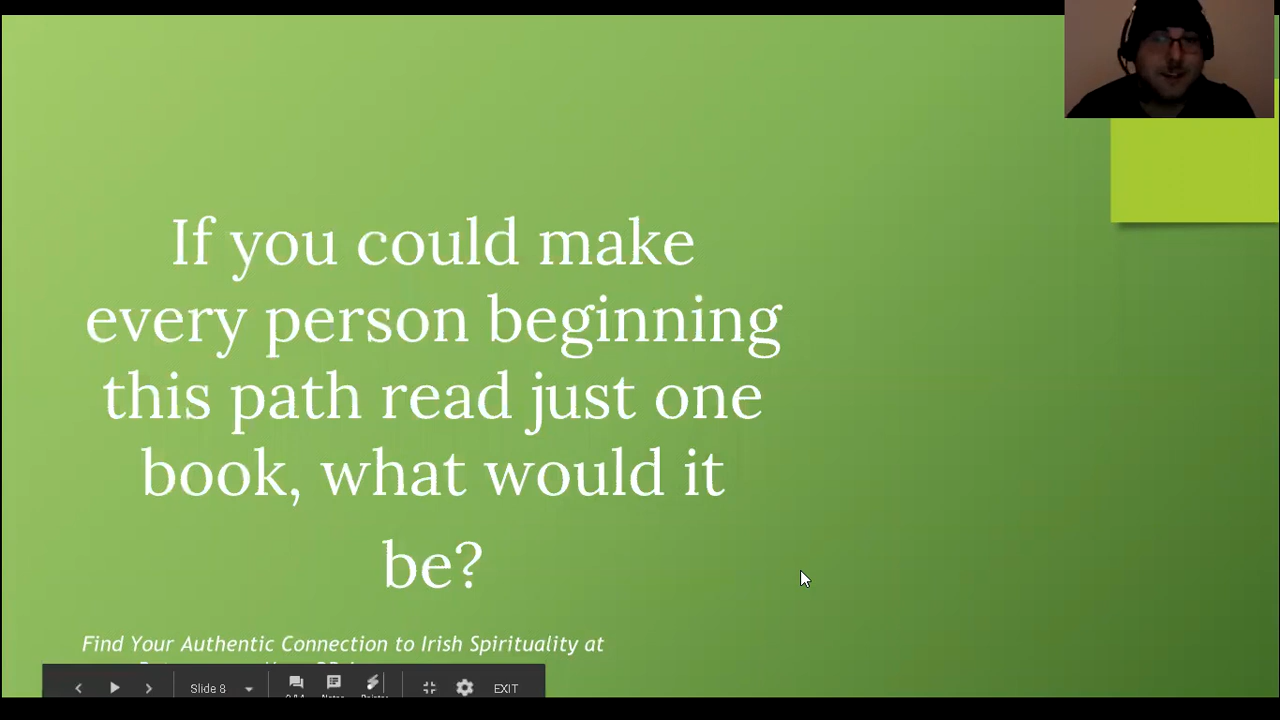 If you could make
every person beginning
this path read just one
book, what would it
be?
Find Your Authentic Connection to Irish Spirituality at
Slide 8
Notes
EXIT